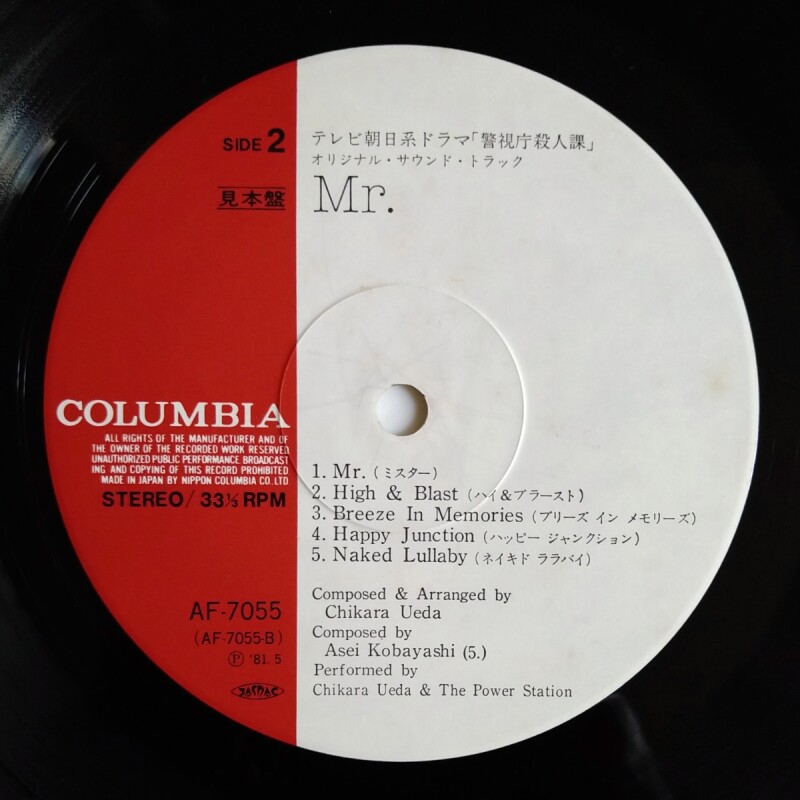 SIDE 2
見本盤
テレビ朝日系ドラマ「警視庁殺人課」
オリジナル・サウンド・トラック
Mr.
COLUMBIA
ALL RIGHTS OF THE MANUFACTURER AND OF
THE OWNER OF THE RECORDED WORK RESERVED
UNAUTHORIZED PUBLIC PERFORMANCE BROADCAST
ING AND COPYING OF THIS RECORD PROHIBITED
MADE IN JAPAN BY NIPPON COLUMBIA CO. LTD
STEREO/33⅓RPM
1. Mr. (ミスター)
2. High & Blast (ハイ&ブラースト)
3. Breeze In Memories (ブリーズ イン メモリーズ)
4. Happy Junction (ハッピー ジャンクション)
5. Naked Lullaby (ネイキド ララバイ)
AF-7055
(AF-7055-B)
Ⓟ '81. 5
JASRAC
Composed & Arranged by
Chikara Ueda
Composed by
Asei Kobayashi (5.)
Performed by
Chikara Ueda & The Power Station